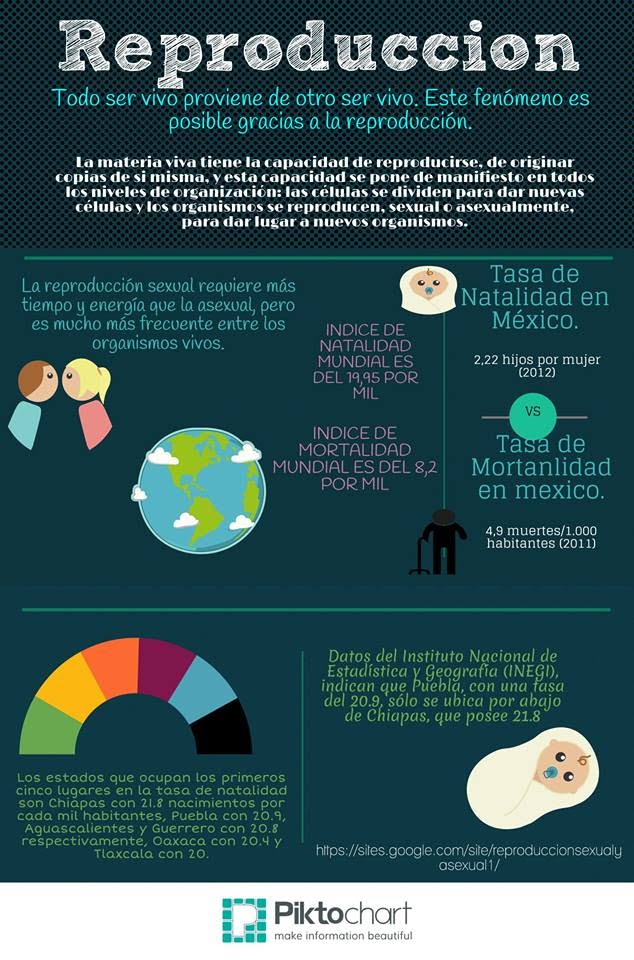 Reproduccion
Todo ser vivo proviene de otro ser vivo. Este fenómeno es
posible gracias a la reproducción.
La materia viva tiene la capacidad de reproducirse, de originar
copias de si misma, y esta capacidad se pone de manifiesto en todos
los niveles de organización: las células se dividen para dar nuevas
células y los organismos se reproducen, sexual o asexualmente,
para dar lugar a nuevos organismos.
La reproducción sexual requiere más
tiempo y energía que la asexual, pero
es mucho más frecuente entre los
organismos vivos.
INDICE DE
NATALIDAD
MUNDIAL ES
DEL 19,95 POR
MIL
INDICE DE
MORTALIDAD
MUNDIAL ES DEL 8,2
POR MIL
Tasa de
Natalidad en
México.
2,22 hijos por mujer
(2012)
VS
Tasa de
Mortanlidad
en mexico.
4,9 muertes/1.000
habitantes (2011)
Los estados que ocupan los primeros
cinco lugares en la tasa de natalidad
son Chiapas con 21.8 nacimientos por
cada mil habitantes, Puebla con 20.9,
Aguascalientes y Guerrero con 20.8
respectivamente, Oaxaca con 20.4 y
Tlaxcala con 20.
Datos del Instituto Nacional de
Estadística y Geografía (INEGI),
indican que Puebla, con una tasa
del 20.9, sólo se ubica por abajo
de Chiapas, que posee 21.8
https://sites.google.com/site/reproduccionsexualy
asexual1/
Piktochart
make information beautiful